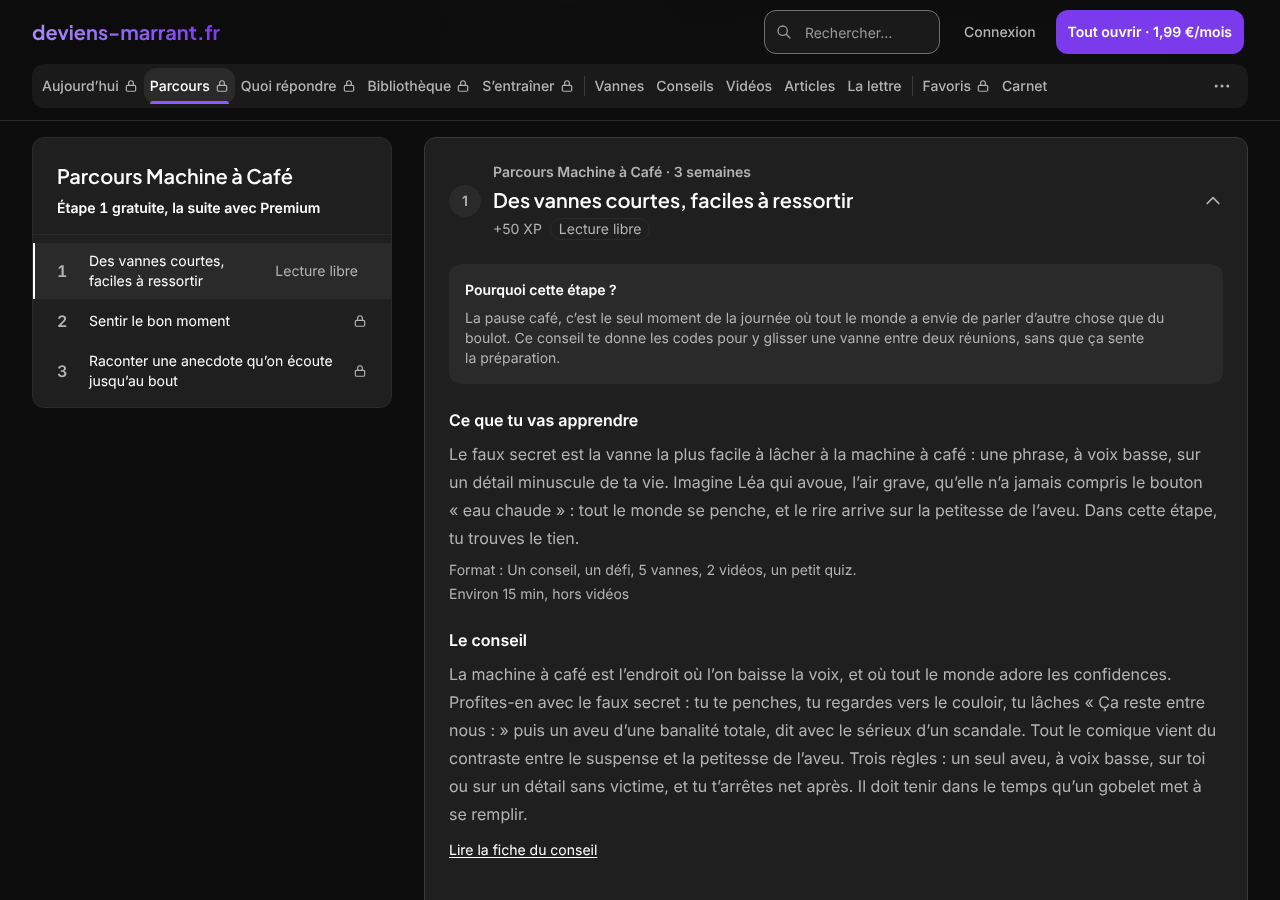 deviens-marrant.fr
Rechercher…
Connexion
Tout ouvrir · 1,99 €/mois
Aujourd’hui
Parcours
Quoi répondre
Bibliothèque
S’entraîner
Vannes
Conseils
Vidéos
Articles
La lettre
Favoris
Carnet
Parcours Machine à Café
Étape 1 gratuite, la suite avec Premium
1
Des vannes courtes,
faciles à ressortir
Lecture libre
2
Sentir le bon moment
3
Raconter une anecdote qu’on écoute
jusqu’au bout
Parcours Machine à Café · 3 semaines
1
Des vannes courtes, faciles à ressortir
+50 XP
Lecture libre
Pourquoi cette étape ?
La pause café, c’est le seul moment de la journée où tout le monde a envie de parler d’autre chose que du
boulot. Ce conseil te donne les codes pour y glisser une vanne entre deux réunions, sans que ça sente
la préparation.
Ce que tu vas apprendre
Le faux secret est la vanne la plus facile à lâcher à la machine à café : une phrase, à voix basse, sur
un détail minuscule de ta vie. Imagine Léa qui avoue, l’air grave, qu’elle n’a jamais compris le bouton
« eau chaude » : tout le monde se penche, et le rire arrive sur la petitesse de l’aveu. Dans cette étape,
tu trouves le tien.
Format : Un conseil, un défi, 5 vannes, 2 vidéos, un petit quiz.
Environ 15 min, hors vidéos
Le conseil
La machine à café est l’endroit où l’on baisse la voix, et où tout le monde adore les confidences.
Profites-en avec le faux secret : tu te penches, tu regardes vers le couloir, tu lâches « Ça reste entre
nous : » puis un aveu d’une banalité totale, dit avec le sérieux d’un scandale. Tout le comique vient du
contraste entre le suspense et la petitesse de l’aveu. Trois règles : un seul aveu, à voix basse, sur toi
ou sur un détail sans victime, et tu t’arrêtes net après. Il doit tenir dans le temps qu’un gobelet met à
se remplir.
Lire la fiche du conseil